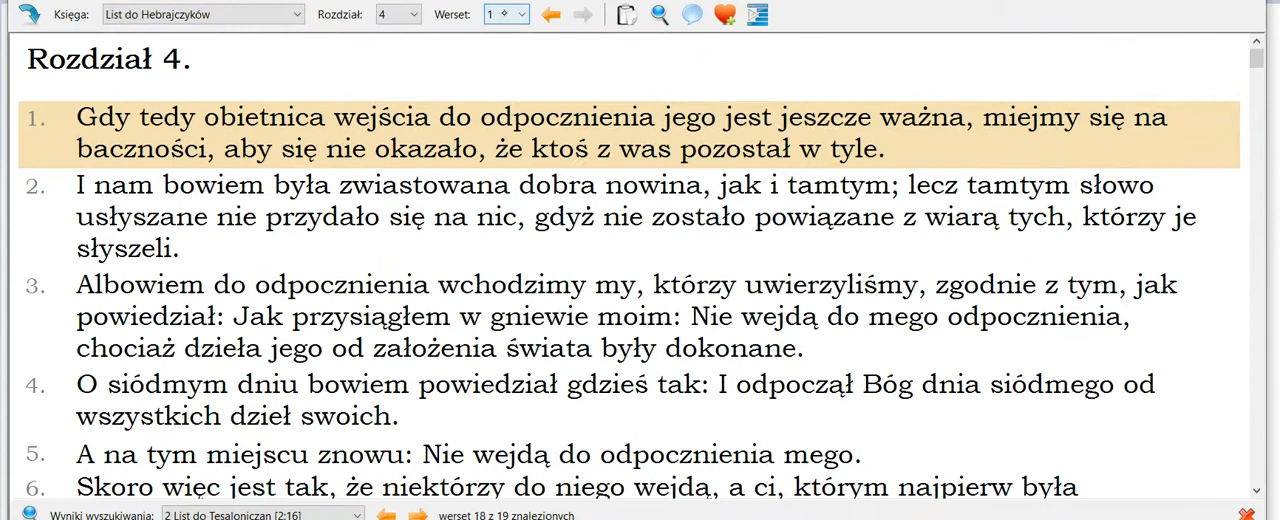 Księga: List do Hebrajczyków Rozdział: 4 Werset: 1
Rozdział 4.
1. Gdy tedy obietnica wejścia do odpocznienia jego jest jeszcze ważna, miejmy się na
baczności, aby się nie okazało, że ktoś z was pozostał w tyle.
2. I nam bowiem była zwiastowana dobra nowina, jak i tamtym; lecz tamtym słowo
usłyszane nie przydało się na nic, gdyż nie zostało powiązane z wiarą tych, którzy je
słyszeli.
3. Albowiem do odpocznienia wchodzimy my, którzy uwierzyliśmy, zgodnie z tym, jak
powiedział: Jak przysiągłem w gniewie moim: Nie wejdą do mego odpocznienia,
chociaż dzieła jego od założenia świata były dokonane.
4. O siódmym dniu bowiem powiedział gdzieś tak: I odpoczął Bóg dnia siódmego od
wszystkich dzieł swoich.
5. A na tym miejscu znowu: Nie wejdą do odpocznienia mego.
6. Skoro więc jest tak, że niektórzy do niego wejdą, a ci, którym najpierw była
Wyniki wyszukiwania: 2 List do Tesaloniczan [2:16] werset 18 z 19 znalezionych